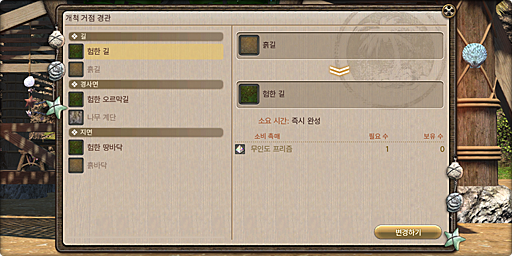 개척 거점 경관
길
험한 길
흙길
경사면
험한 오르막길
나무 계단
지면
험한 땅바닥
흙바닥
흙길
험한 길
소요 시간: 즉시 완성
소비 촉매 필요 수 보유 수
무인도 프리즘 1 0
변경하기